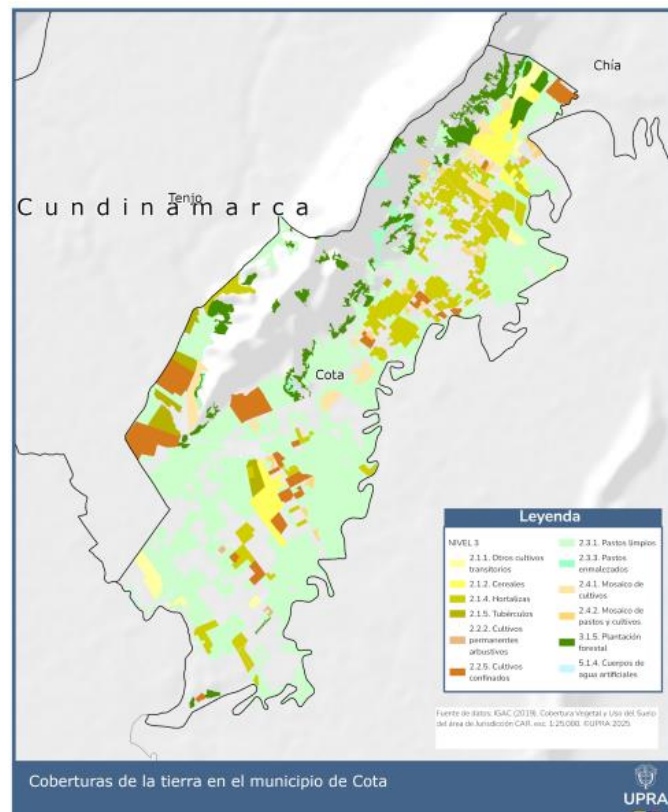 Chía
Tenjo
Cundinamarca
Cota
Leyenda
NIVEL 3
2.1.1. Otros cultivos
transitorios
2.1.2. Cereales
2.1.4. Hortalizas
2.1.5. Tubérculos
2.2.2. Cultivos
permanentes
arbustivos
2.2.5. Cultivos
confinados
2.3.1. Pastos limpios
2.3.3. Pastos
enmalezados
2.4.1. Mosaico de
cultivos
2.4.2. Mosaico de
pastos y cultivos
3.1.5. Plantación
forestal
5.1.4. Cuerpos de
agua artificiales
Fuente de datos: IGAC (2019). Cobertura Vegetal y Uso del Suelo
del área de Jurisdicción CAR, esc. 1:25.000. ©UPRA 2025.
Coberturas de la tierra en el municipio de Cota
UPRA